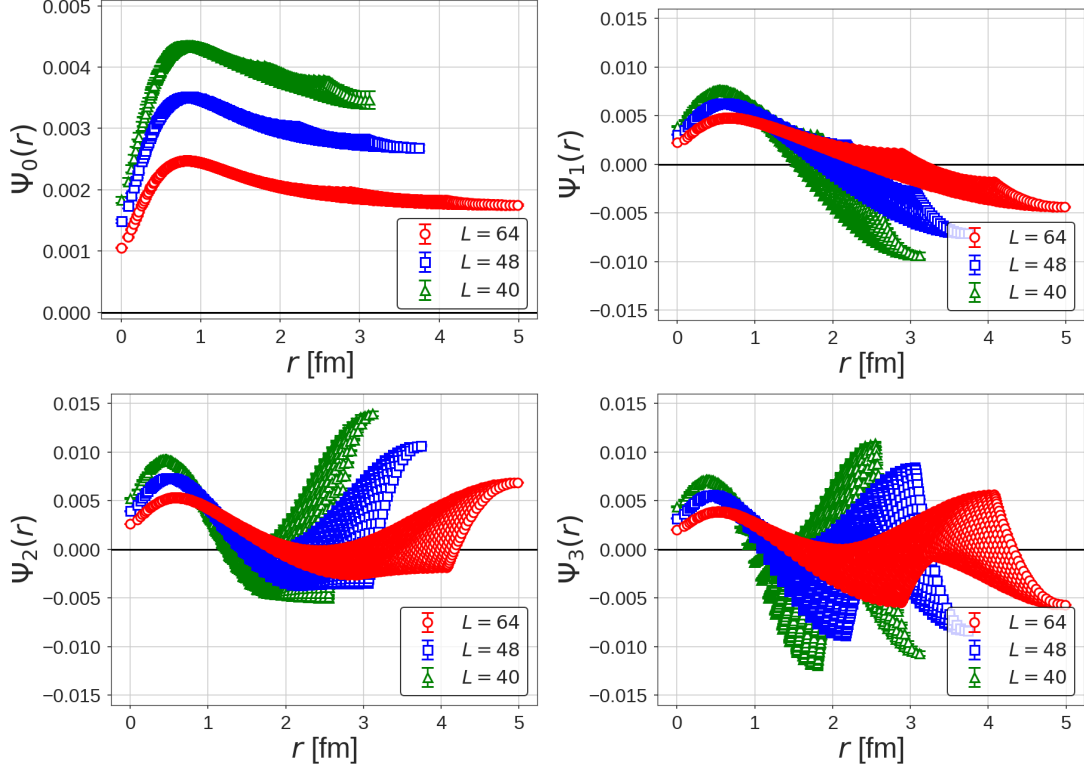 Ψ₀(r)
0.005
0.004
0.003
0.002
0.001
0.000
0 1 2 3 4 5
r [fm]
L = 64
L = 48
L = 40
Ψ₁(r)
0.015
0.010
0.005
0.000
−0.005
−0.010
−0.015
0 1 2 3 4 5
r [fm]
L = 64
L = 48
L = 40
Ψ₂(r)
0.015
0.010
0.005
0.000
−0.005
−0.010
−0.015
0 1 2 3 4 5
r [fm]
L = 64
L = 48
L = 40
Ψ₃(r)
0.015
0.010
0.005
0.000
−0.005
−0.010
−0.015
0 1 2 3 4 5
r [fm]
L = 64
L = 48
L = 40